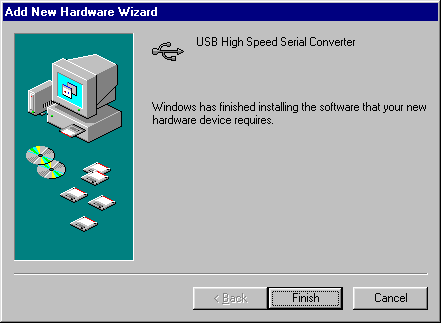 Add New Hardware Wizard
USB High Speed Serial Converter
Windows has finished installing the software that your new
hardware device requires.
< Back
Finish
Cancel